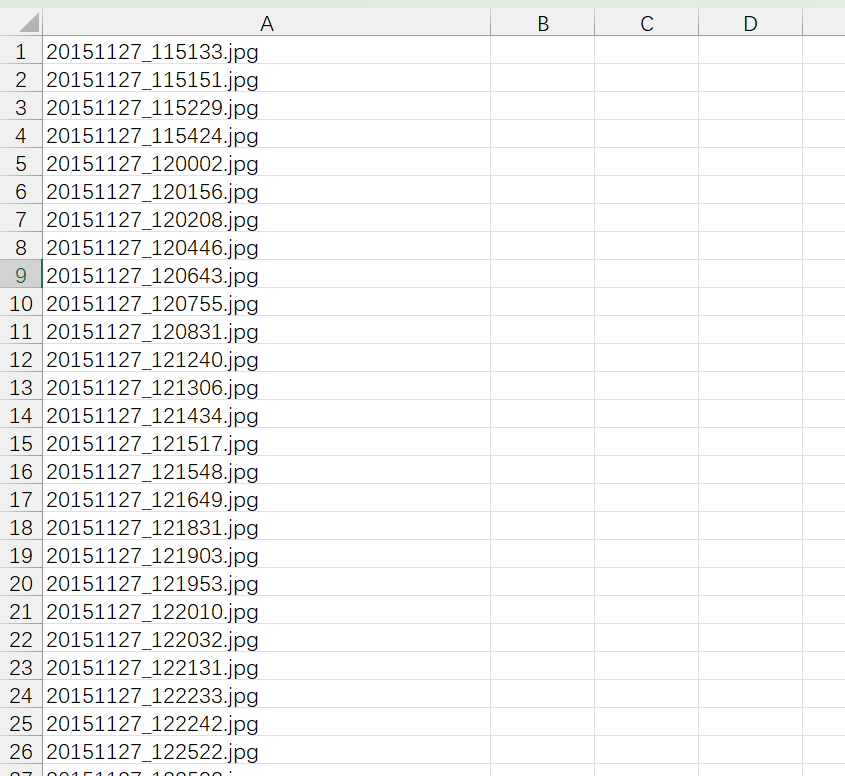 A B C D
1 20151127_115133.jpg
2 20151127_115151.jpg
3 20151127_115229.jpg
4 20151127_115424.jpg
5 20151127_120002.jpg
6 20151127_120156.jpg
7 20151127_120208.jpg
8 20151127_120446.jpg
9 20151127_120643.jpg
10 20151127_120755.jpg
11 20151127_120831.jpg
12 20151127_121240.jpg
13 20151127_121306.jpg
14 20151127_121434.jpg
15 20151127_121517.jpg
16 20151127_121548.jpg
17 20151127_121649.jpg
18 20151127_121831.jpg
19 20151127_121903.jpg
20 20151127_121953.jpg
21 20151127_122010.jpg
22 20151127_122032.jpg
23 20151127_122131.jpg
24 20151127_122233.jpg
25 20151127_122242.jpg
26 20151127_122522.jpg